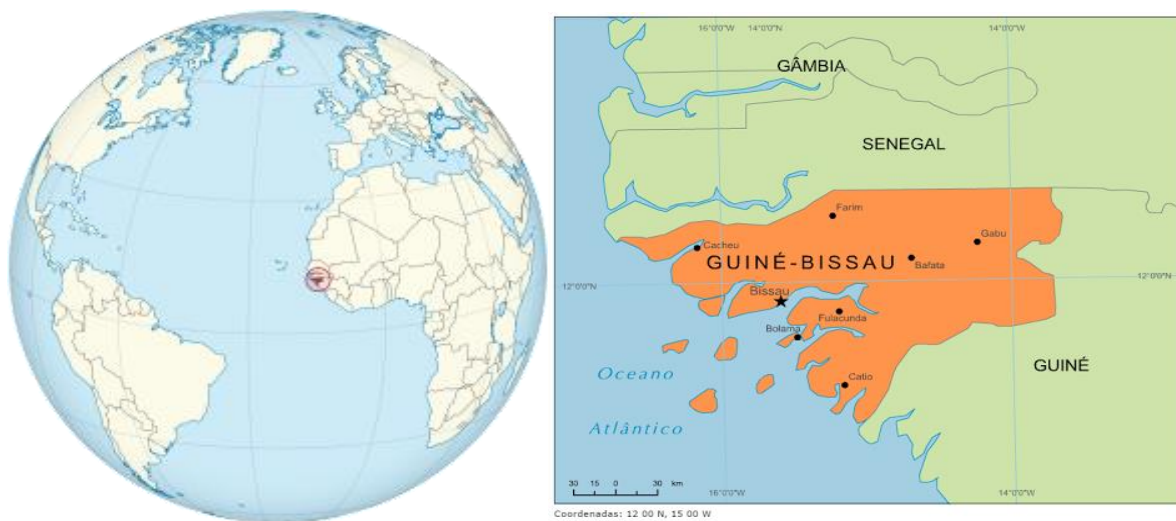 16°0'0"W
14°0'0"W
14°0'0"W
GÂMBIA
SENEGAL
Farim
Gabu
Cacheu
GUINÉ-BISSAU
Bafata
12°0'0"N
12°0'0"N
Bissau
Fulacunda
Bolama
Oceano
GUINÉ
Catio
Atlântico
30 15 0 30 km
16°0'0"W
14°0'0"W
Coordenadas: 12 00 N, 15 00 W